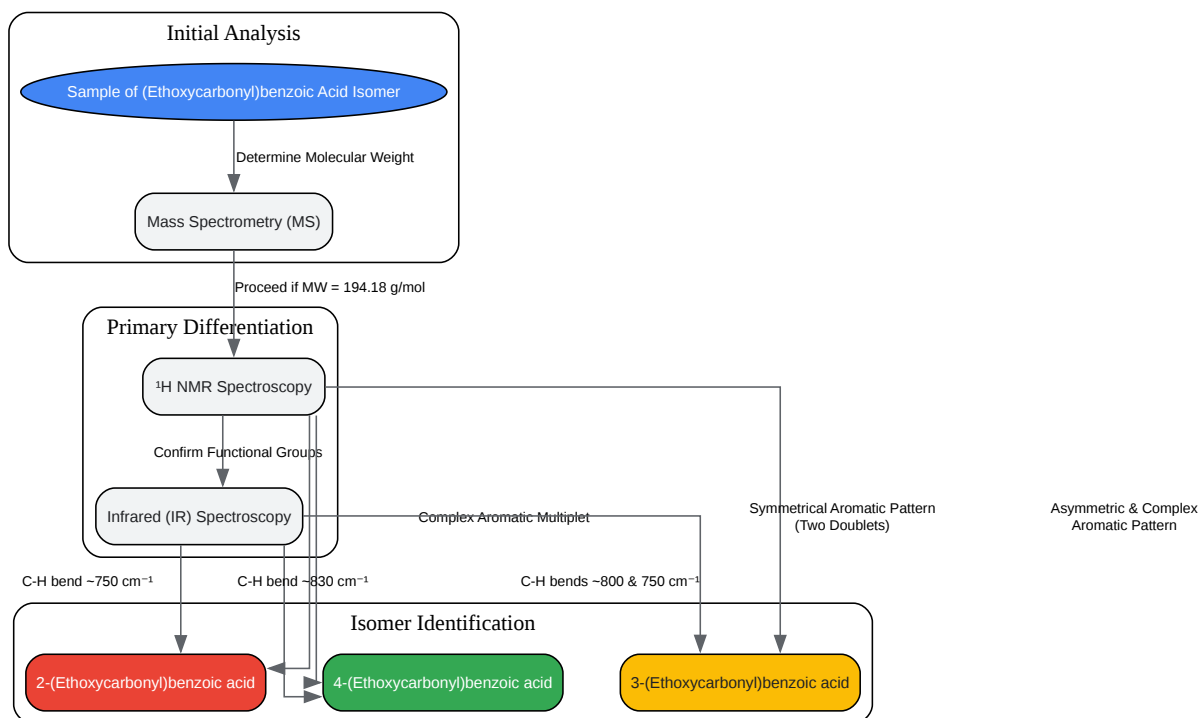 Initial Analysis
Sample of (Ethoxycarbonyl)benzoic Acid Isomer
Determine Molecular Weight
Mass Spectrometry (MS)
Proceed if MW = 194.18 g/mol
Primary Differentiation
¹H NMR Spectroscopy
Confirm Functional Groups
Infrared (IR) Spectroscopy
Complex Aromatic Multiplet
Symmetrical Aromatic Pattern
(Two Doublets)
Asymmetric & Complex
Aromatic Pattern
C-H bend ~750 cm⁻¹
C-H bend ~830 cm⁻¹
C-H bends ~800 & 750 cm⁻¹
Isomer Identification
2-(Ethoxycarbonyl)benzoic acid
4-(Ethoxycarbonyl)benzoic acid
3-(Ethoxycarbonyl)benzoic acid